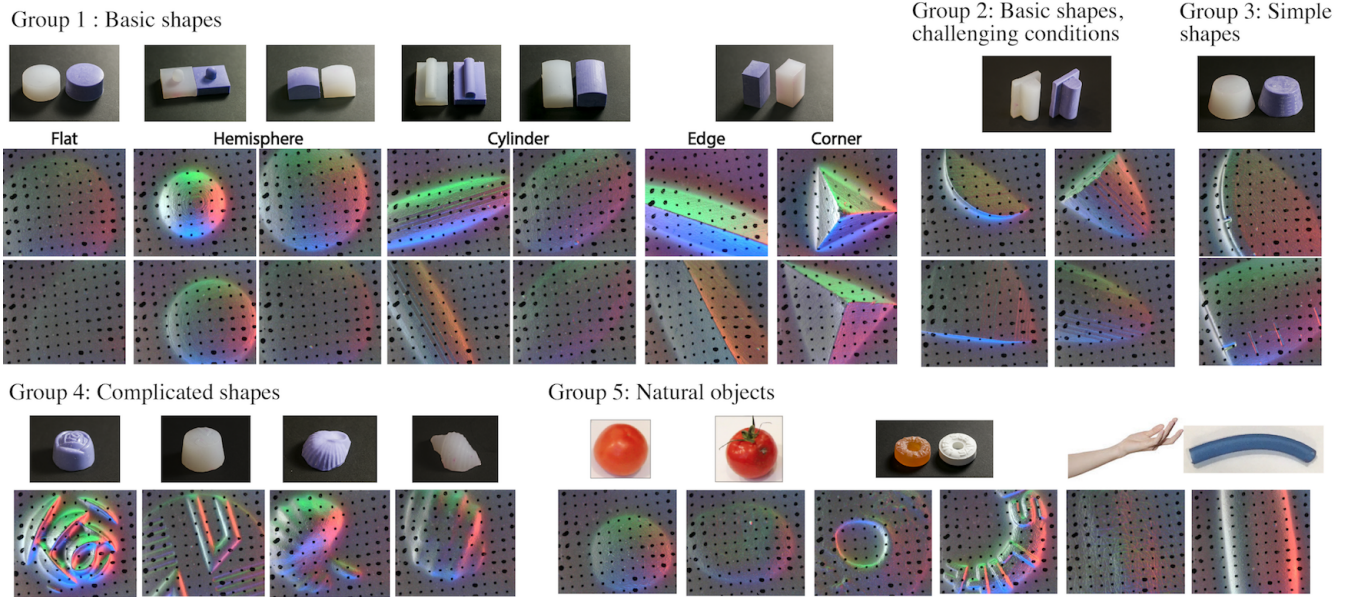 Group 1 : Basic shapes
Group 2: Basic shapes,
challenging conditions
Group 3: Simple
shapes
Flat
Hemisphere
Cylinder
Edge
Corner
Group 4: Complicated shapes
Group 5: Natural objects